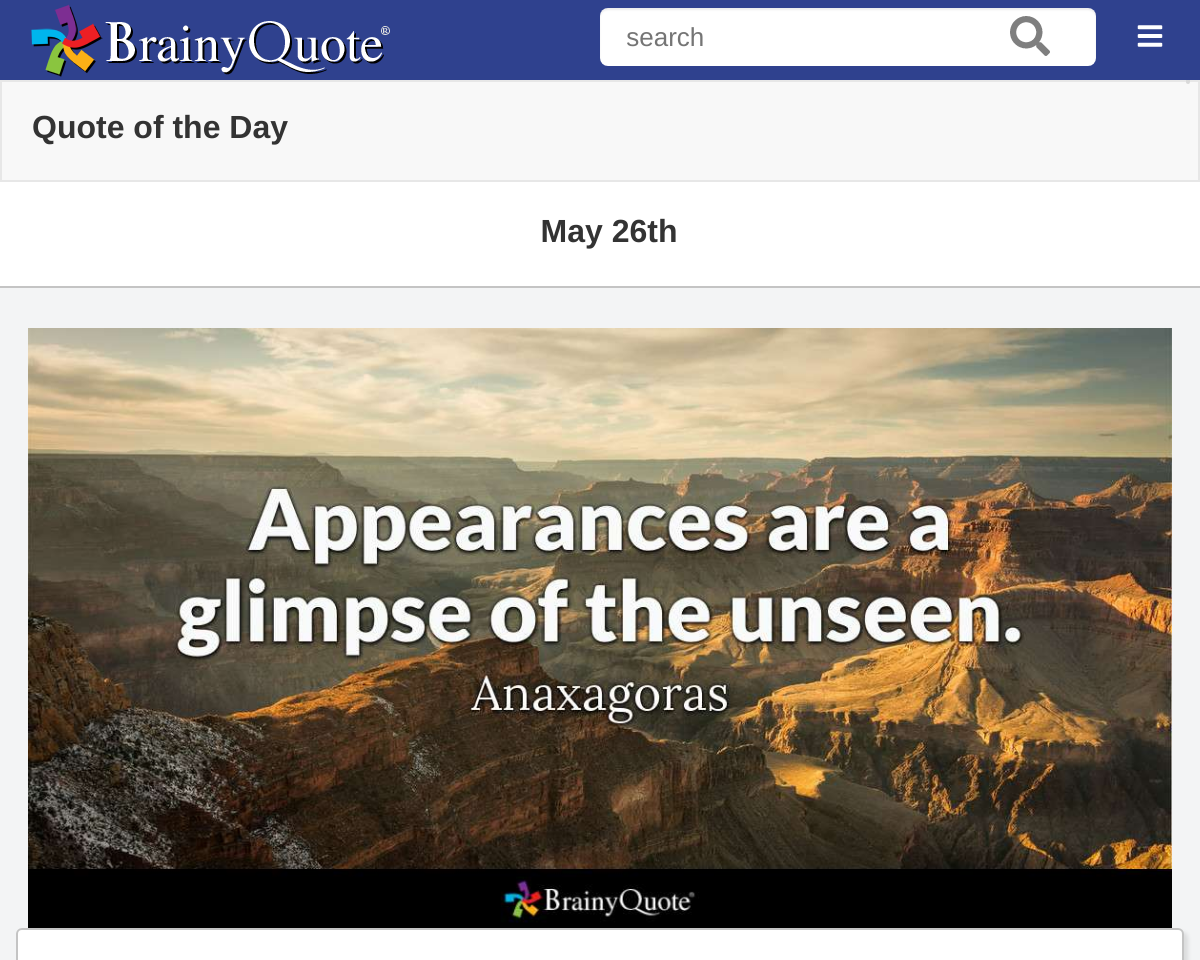 BrainyQuote®
search
Quote of the Day
May 26th
Appearances are a
glimpse of the unseen.
Anaxagoras
BrainyQuote®